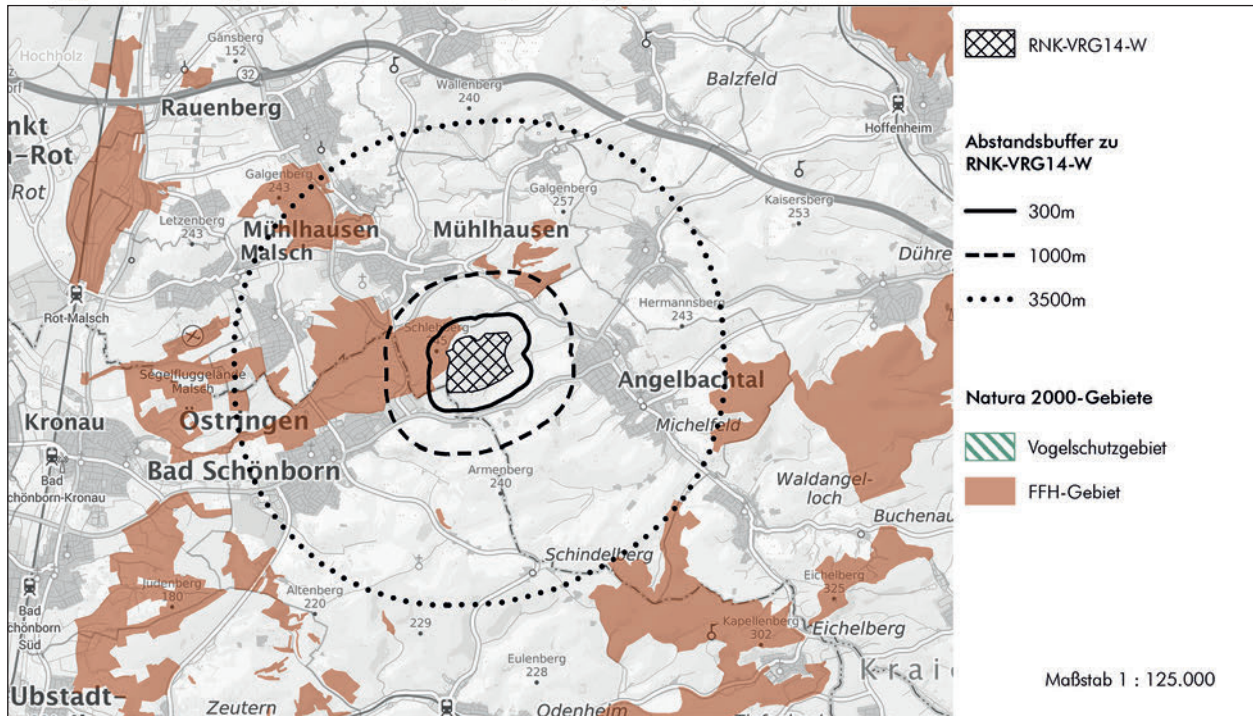 Hochholz
Gänsberg
152
32
Rauenberg
Wallenberg
240
Balzfeld
Hoffenheim
nkt
n-Rot
Rot
Galgenberg
243
Letzenberg
243
Mühlhausen
Malsch
Galgenberg
257
Mühlhausen
Kaisersberg
253
Dühre
Rot-Malsch
Hermannsberg
243
Schleberg
Segelfluggelände
Malsch
Angelbachtal
Michelfeld
Kronau
Östringen
Bad Schönborn
Bad
chönborn-Kronau
Armenberg
240
Waldangel-
loch
Buchenau
Schindelberg
Judenberg
180
Altenberg
220
229
Eichelberg
325
Kapellenberg
302
Eichelberg
Bad
chönborn
Süd
Eulenberg
228
Kraic
Ubstadt-
Zeutern
Odenheim
RNK-VRG14-W
Abstandsbuffer zu
RNK-VRG14-W
300m
1000m
3500m
Natura 2000-Gebiete
Vogelschutzgebiet
FFH-Gebiet
Maßstab 1 : 125.000